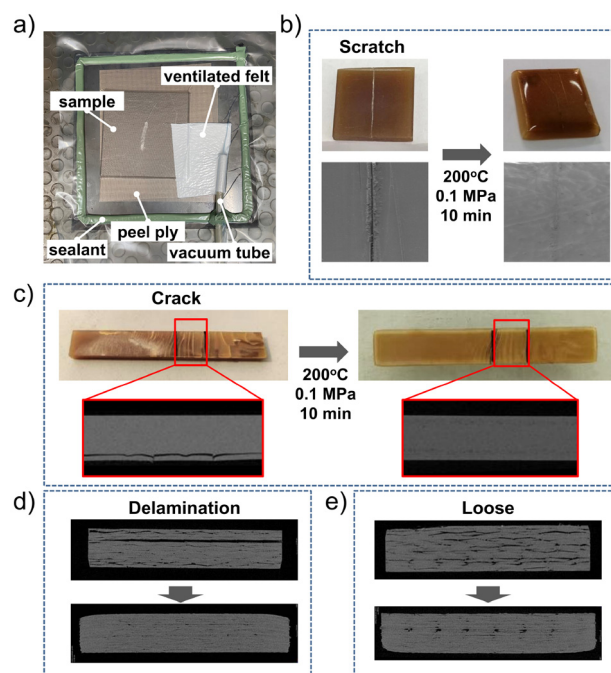 a)
ventilated felt
sample
peel ply
sealant
vacuum tube
b)
Scratch
200°C
0.1 MPa
10 min
c)
Crack
200°C
0.1 MPa
10 min
d)
Delamination
e)
Loose